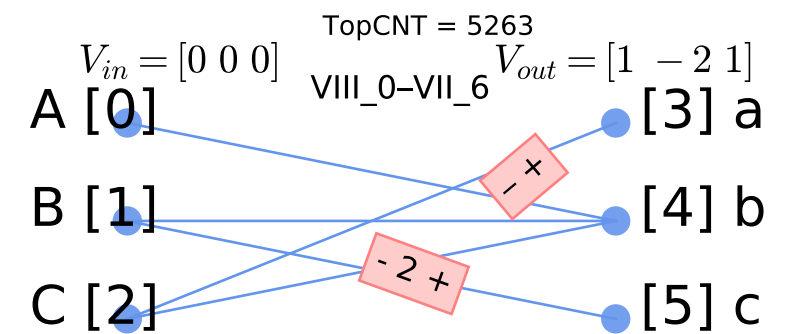 TopCNT = 5263
V_in = [0 0 0]
V_out = [1 −2 1]
VIII_0–VII_6
A [0]
[3] a
− +
B [1]
[4] b
- 2 +
C [2]
[5] c